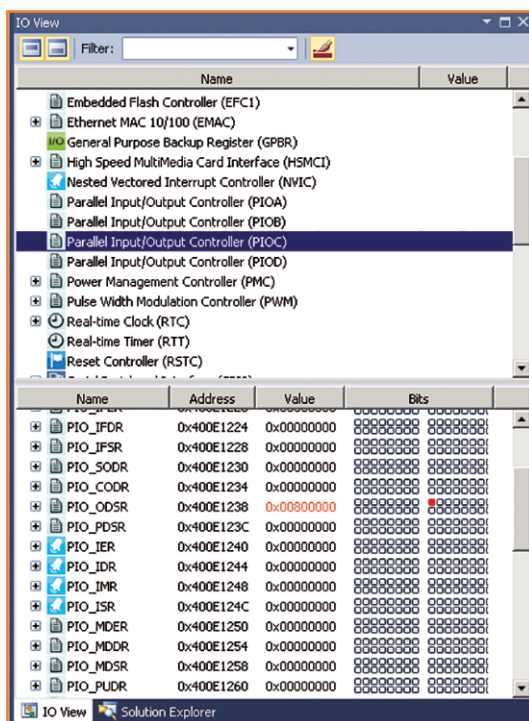 IO View
Filter:
Name Value
Embedded Flash Controller (EFC1)
Ethernet MAC 10/100 (EMAC)
I/O General Purpose Backup Register (GPBR)
High Speed MultiMedia Card Interface (HSMCI)
Nested Vectored Interrupt Controller (NVIC)
Parallel Input/Output Controller (PIOA)
Parallel Input/Output Controller (PIOB)
Parallel Input/Output Controller (PIOC)
Parallel Input/Output Controller (PIOD)
Power Management Controller (PMC)
Pulse Width Modulation Controller (PWM)
Real-time Clock (RTC)
Real-time Timer (RTT)
Reset Controller (RSTC)
Name Address Value Bits
PIO_IFDR 0x400E1224 0x00000000
PIO_IFSR 0x400E1228 0x00000000
PIO_SODR 0x400E1230 0x00000000
PIO_CODR 0x400E1234 0x00000000
PIO_ODSR 0x400E1238 0x00800000
PIO_PDSR 0x400E123C 0x00000000
PIO_IER 0x400E1240 0x00000000
PIO_IDR 0x400E1244 0x00000000
PIO_IMR 0x400E1248 0x00000000
PIO_ISR 0x400E124C 0x00000000
PIO_MDER 0x400E1250 0x00000000
PIO_MDDR 0x400E1254 0x00000000
PIO_MDSR 0x400E1258 0x00000000
PIO_PUDR 0x400E1260 0x00000000
IO View Solution Explorer